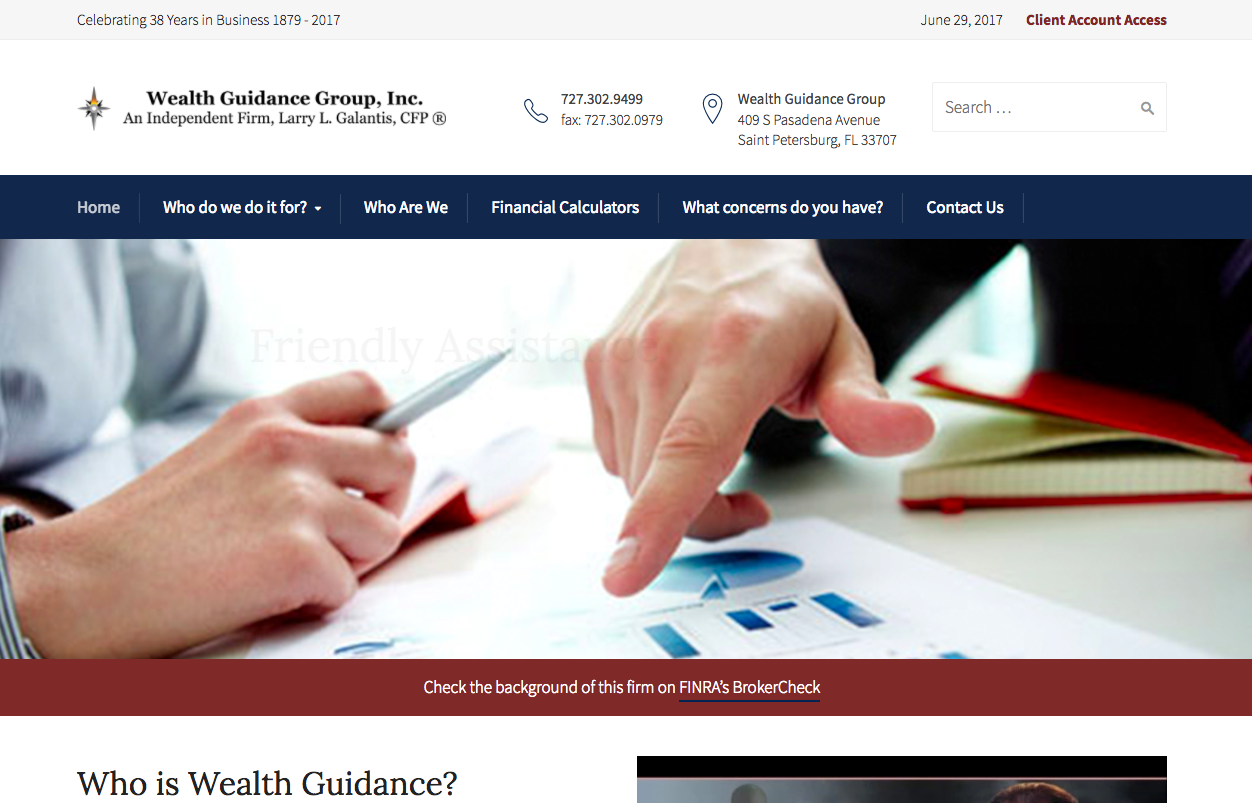 Celebrating 38 Years in Business 1879 - 2017
June 29, 2017 Client Account Access
Wealth Guidance Group, Inc.
An Independent Firm, Larry L. Galantis, CFP ®
727.302.9499
fax: 727.302.0979
Wealth Guidance Group
409 S Pasadena Avenue
Saint Petersburg, FL 33707
Search ...
Home
Who do we do it for?
Who Are We
Financial Calculators
What concerns do you have?
Contact Us
Friendly Assistance
Check the background of this firm on FINRA's BrokerCheck
Who is Wealth Guidance?